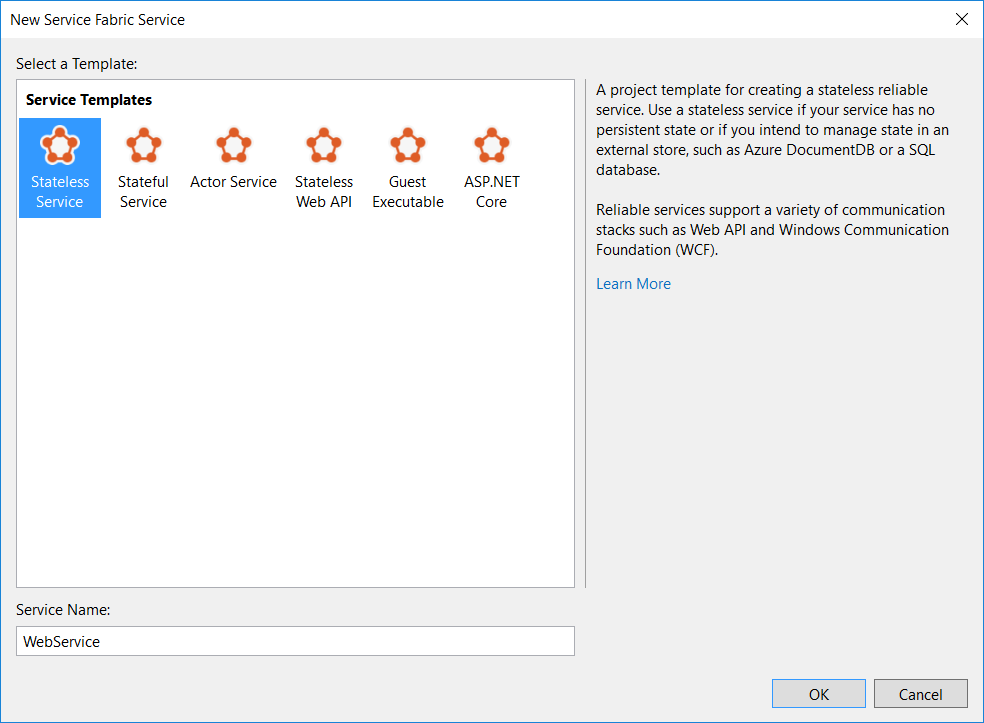 New Service Fabric Service
Select a Template:
Service Templates
Stateless
Service
Stateful
Service
Actor Service
Stateless
Web API
Guest
Executable
ASP.NET
Core
A project template for creating a stateless reliable
service. Use a stateless service if your service has no
persistent state or if you intend to manage state in an
external store, such as Azure DocumentDB or a SQL
database.
Reliable services support a variety of communication
stacks such as Web API and Windows Communication
Foundation (WCF).
Learn More
Service Name:
WebService
OK
Cancel